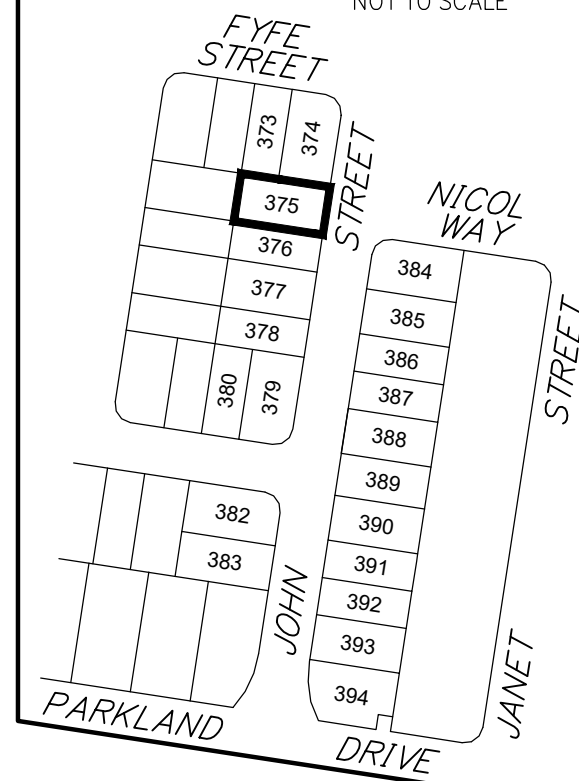 NOT TO SCALE
FYFE
STREET
373
374
STREET
375
376
377
378
380
379
NICOL
WAY
384
385
386
387
388
389
390
391
392
393
394
STREET
382
383
JOHN
JANET
PARKLAND
DRIVE